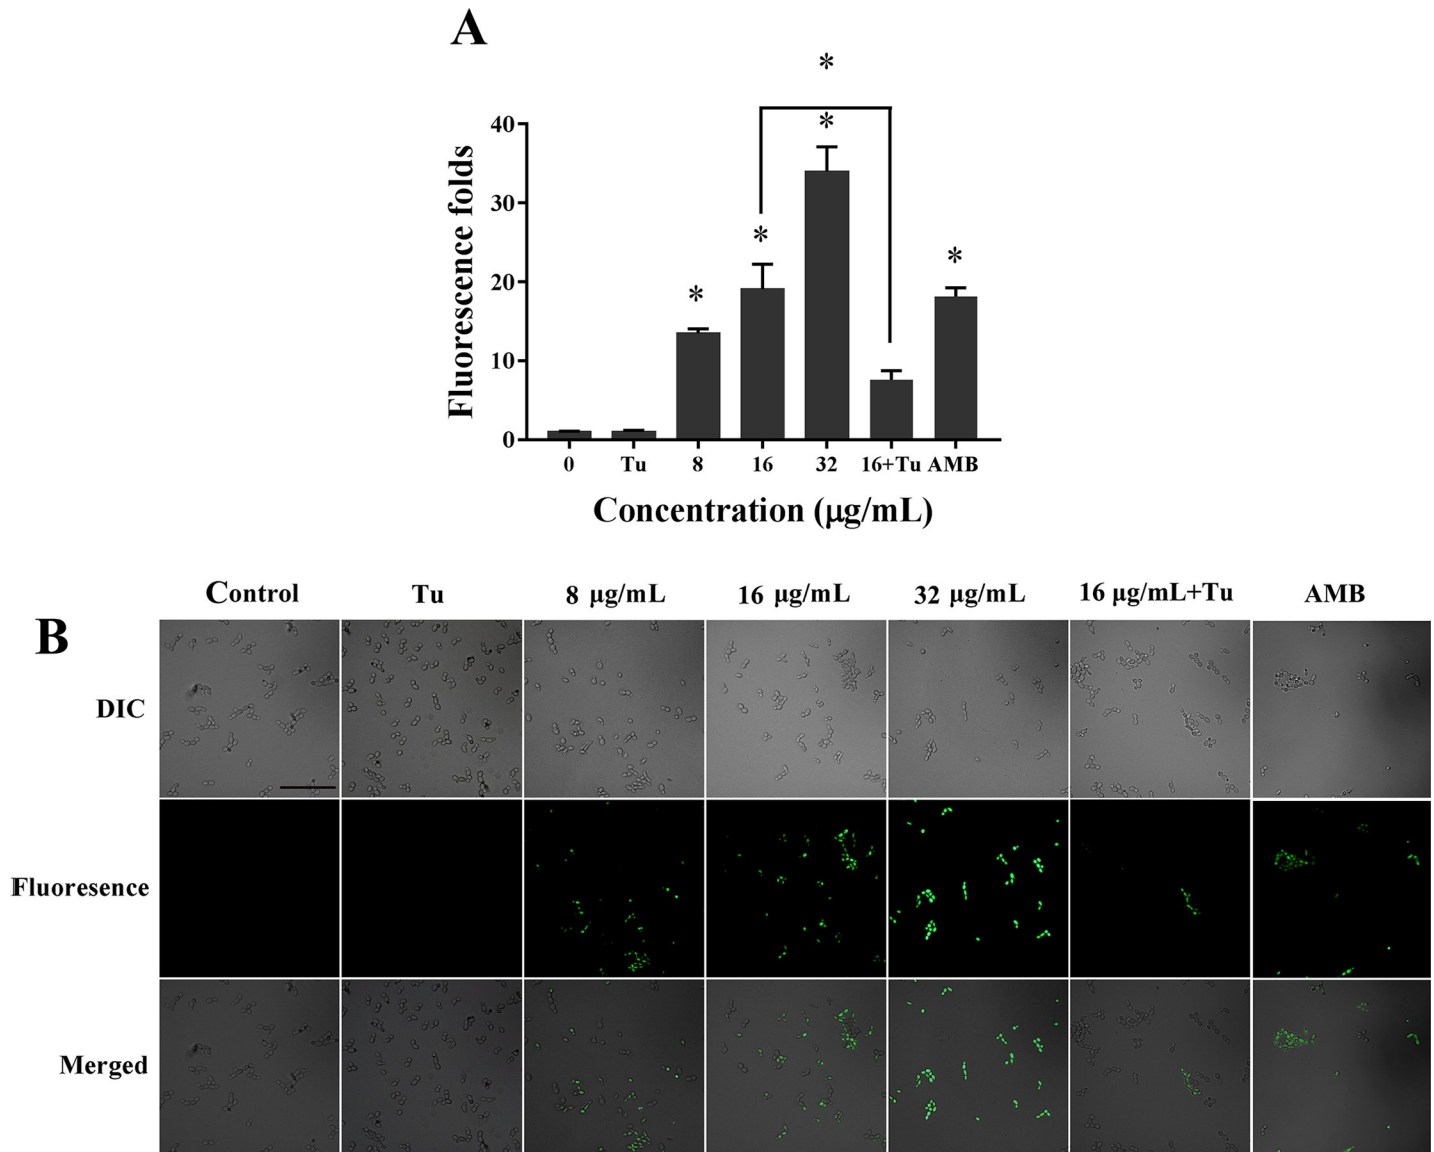 A
*
*
*
*
*
40
30
20
10
0
Fluorescence folds
0 Tu 8 16 32 16+Tu AMB
Concentration (μg/mL)
B
Control Tu 8 μg/mL 16 μg/mL 32 μg/mL 16 μg/mL+Tu AMB
DIC
Fluoresence
Merged